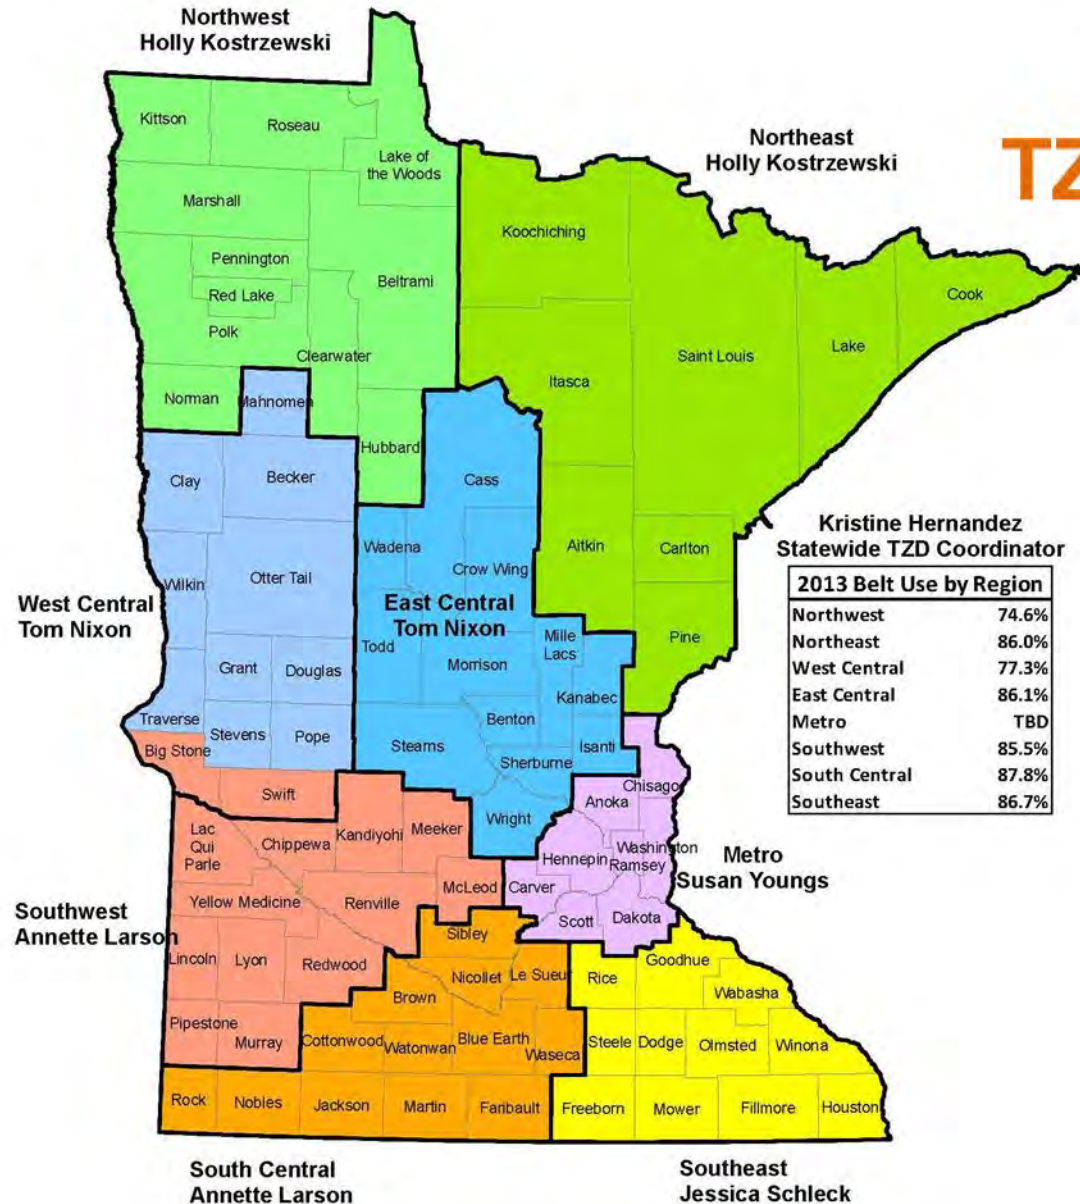 Northwest
Holly Kostrzewski
Northeast
Holly Kostrzewski
TZ
Kittson
Roseau
Lake of
the Woods
Marshall
Koochiching
Pennington
Beltrami
Red Lake
Cook
Polk
Lake
Clearwater
Saint Louis
Itasca
Norman
Mahnomen
Hubbard
Clay
Becker
Cass
Kristine Hernandez
Statewide TZD Coordinator
Wadena
Aitkin
Carlton
Crow Wing
Wilkin
Otter Tail
2013 Belt Use by Region
Northwest 74.6%
Northeast 86.0%
West Central 77.3%
East Central 86.1%
Metro TBD
Southwest 85.5%
South Central 87.8%
Southeast 86.7%
West Central
Tom Nixon
East Central
Tom Nixon
Pine
Mille
Lacs
Todd
Morrison
Grant
Douglas
Kanabec
Traverse
Stevens
Pope
Benton
Big Stone
Stearns
Isanti
Sherburne
Chisago
Swift
Anoka
Wright
Meeker
Kandiyohi
Lac
Qui
Parle
Chippewa
Washington
Hennepin
Ramsey
Metro
Susan Youngs
McLeod
Carver
Yellow Medicine
Renville
Southwest
Annette Larson
Scott
Dakota
Sibley
Lincoln
Lyon
Redwood
Nicollet
Le Sueur
Rice
Goodhue
Wabasha
Brown
Pipestone
Murray
Cottonwood
Watonwan
Blue Earth
Waseca
Steele
Dodge
Olmsted
Winona
Rock
Nobles
Jackson
Martin
Faribault
Freeborn
Mower
Fillmore
Houston
South Central
Annette Larson
Southeast
Jessica Schleck